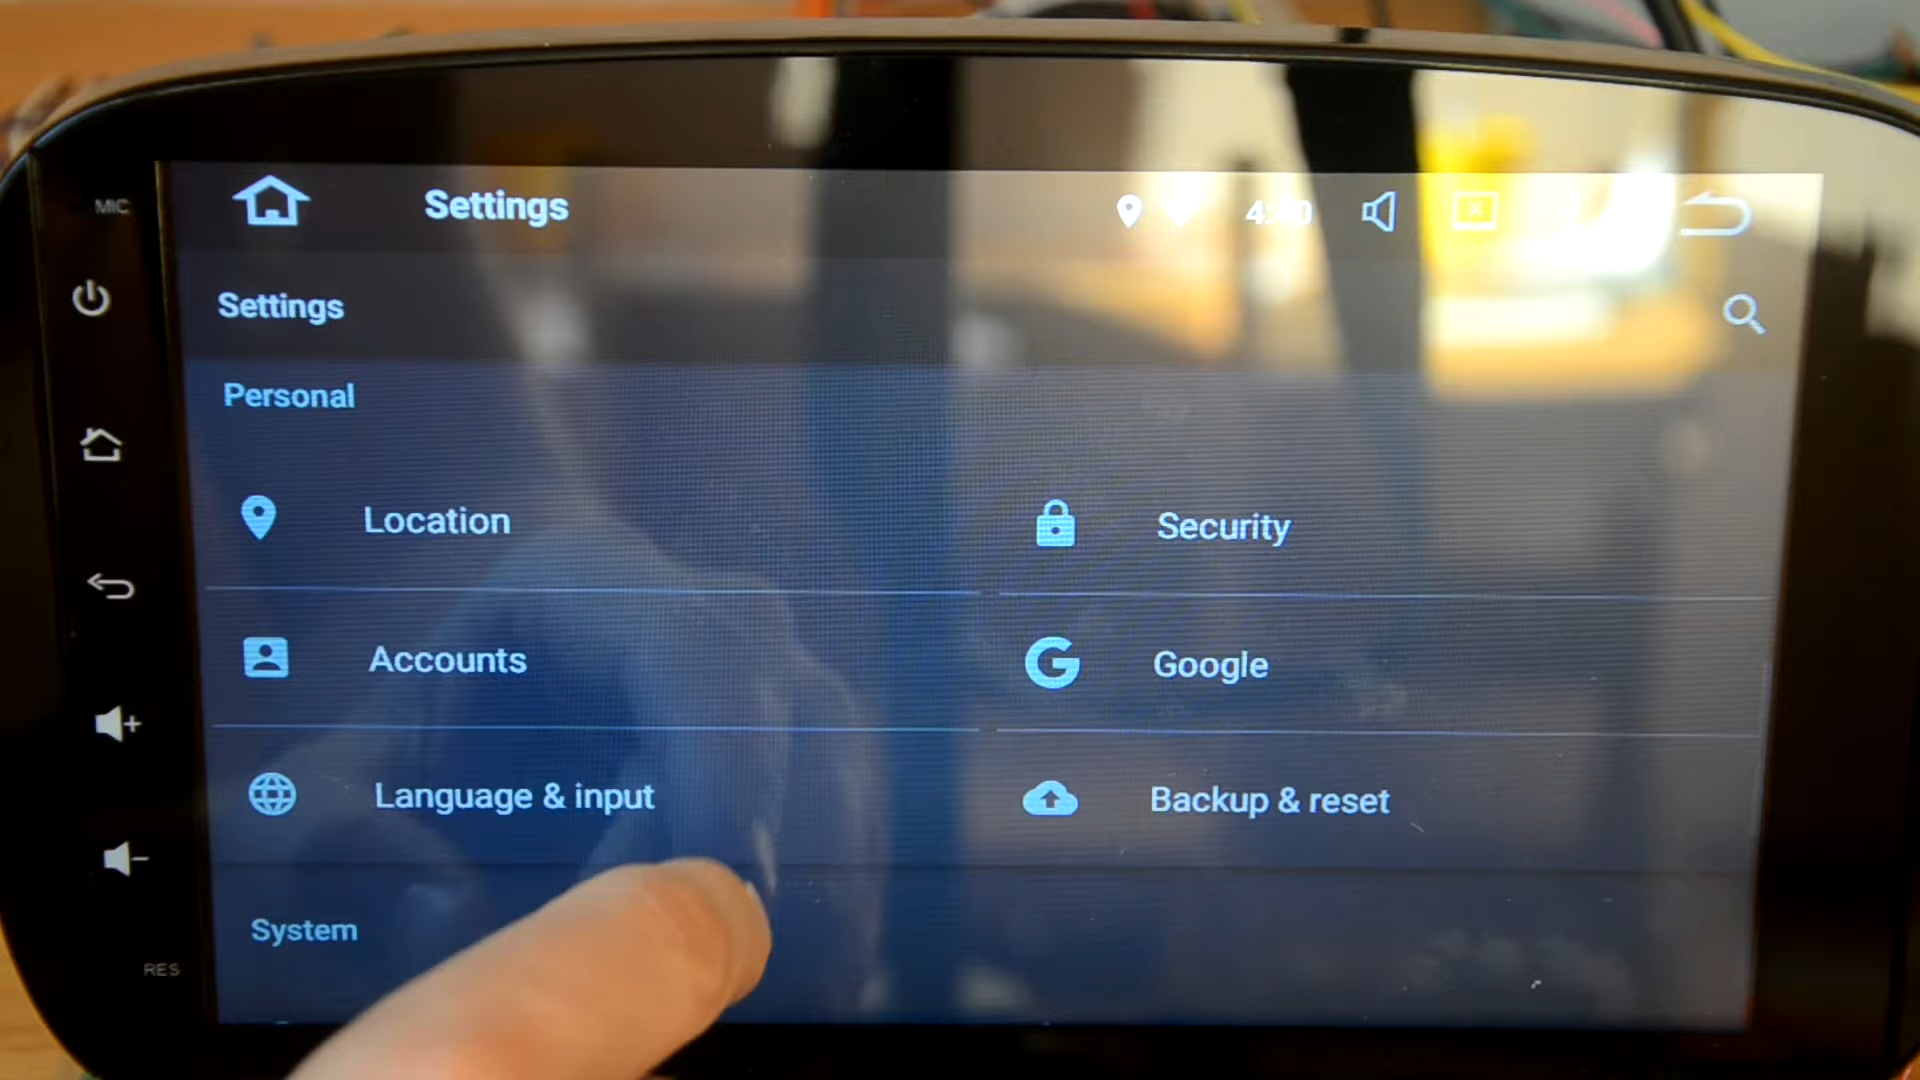 MIC
Settings
Settings
Personal
Location
Security
Accounts
Google
Language & input
Backup & reset
System
RES